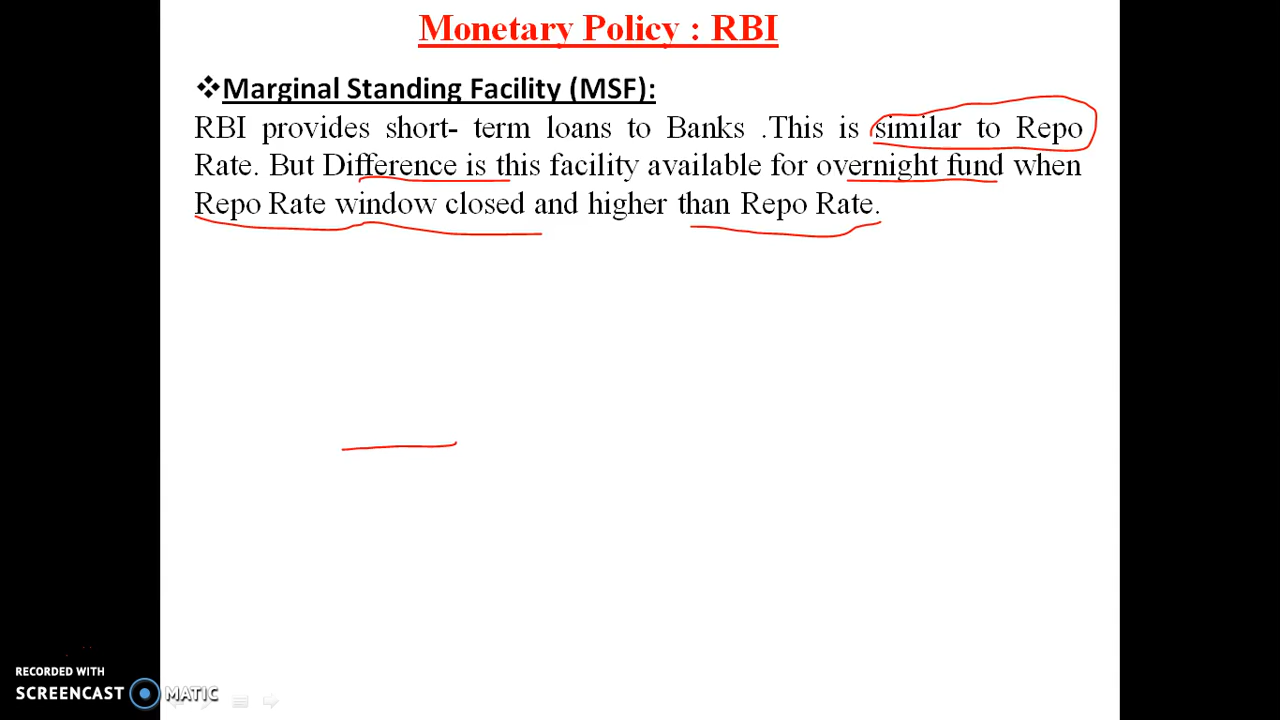 Monetary Policy : RBI
❖Marginal Standing Facility (MSF):
RBI provides short- term loans to Banks .This is similar to Repo
Rate. But Difference is this facility available for overnight fund when
Repo Rate window closed and higher than Repo Rate.
RECORDED WITH
SCREENCAST MATIC